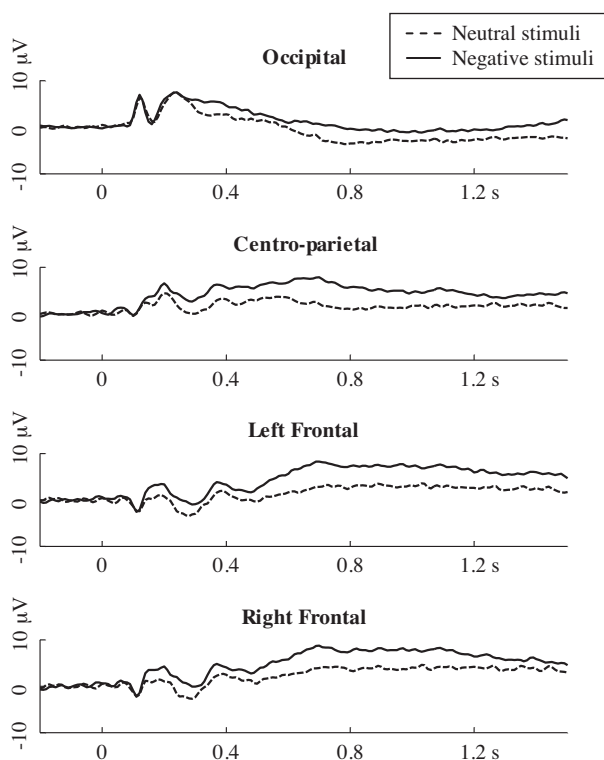 Neutral stimuli
Negative stimuli
Occipital
10 μV
0
-10
0 0.4 0.8 1.2 s
Centro-parietal
10 μV
0
-10
0 0.4 0.8 1.2 s
Left Frontal
10 μV
0
-10
0 0.4 0.8 1.2 s
Right Frontal
10 μV
0
-10
0 0.4 0.8 1.2 s